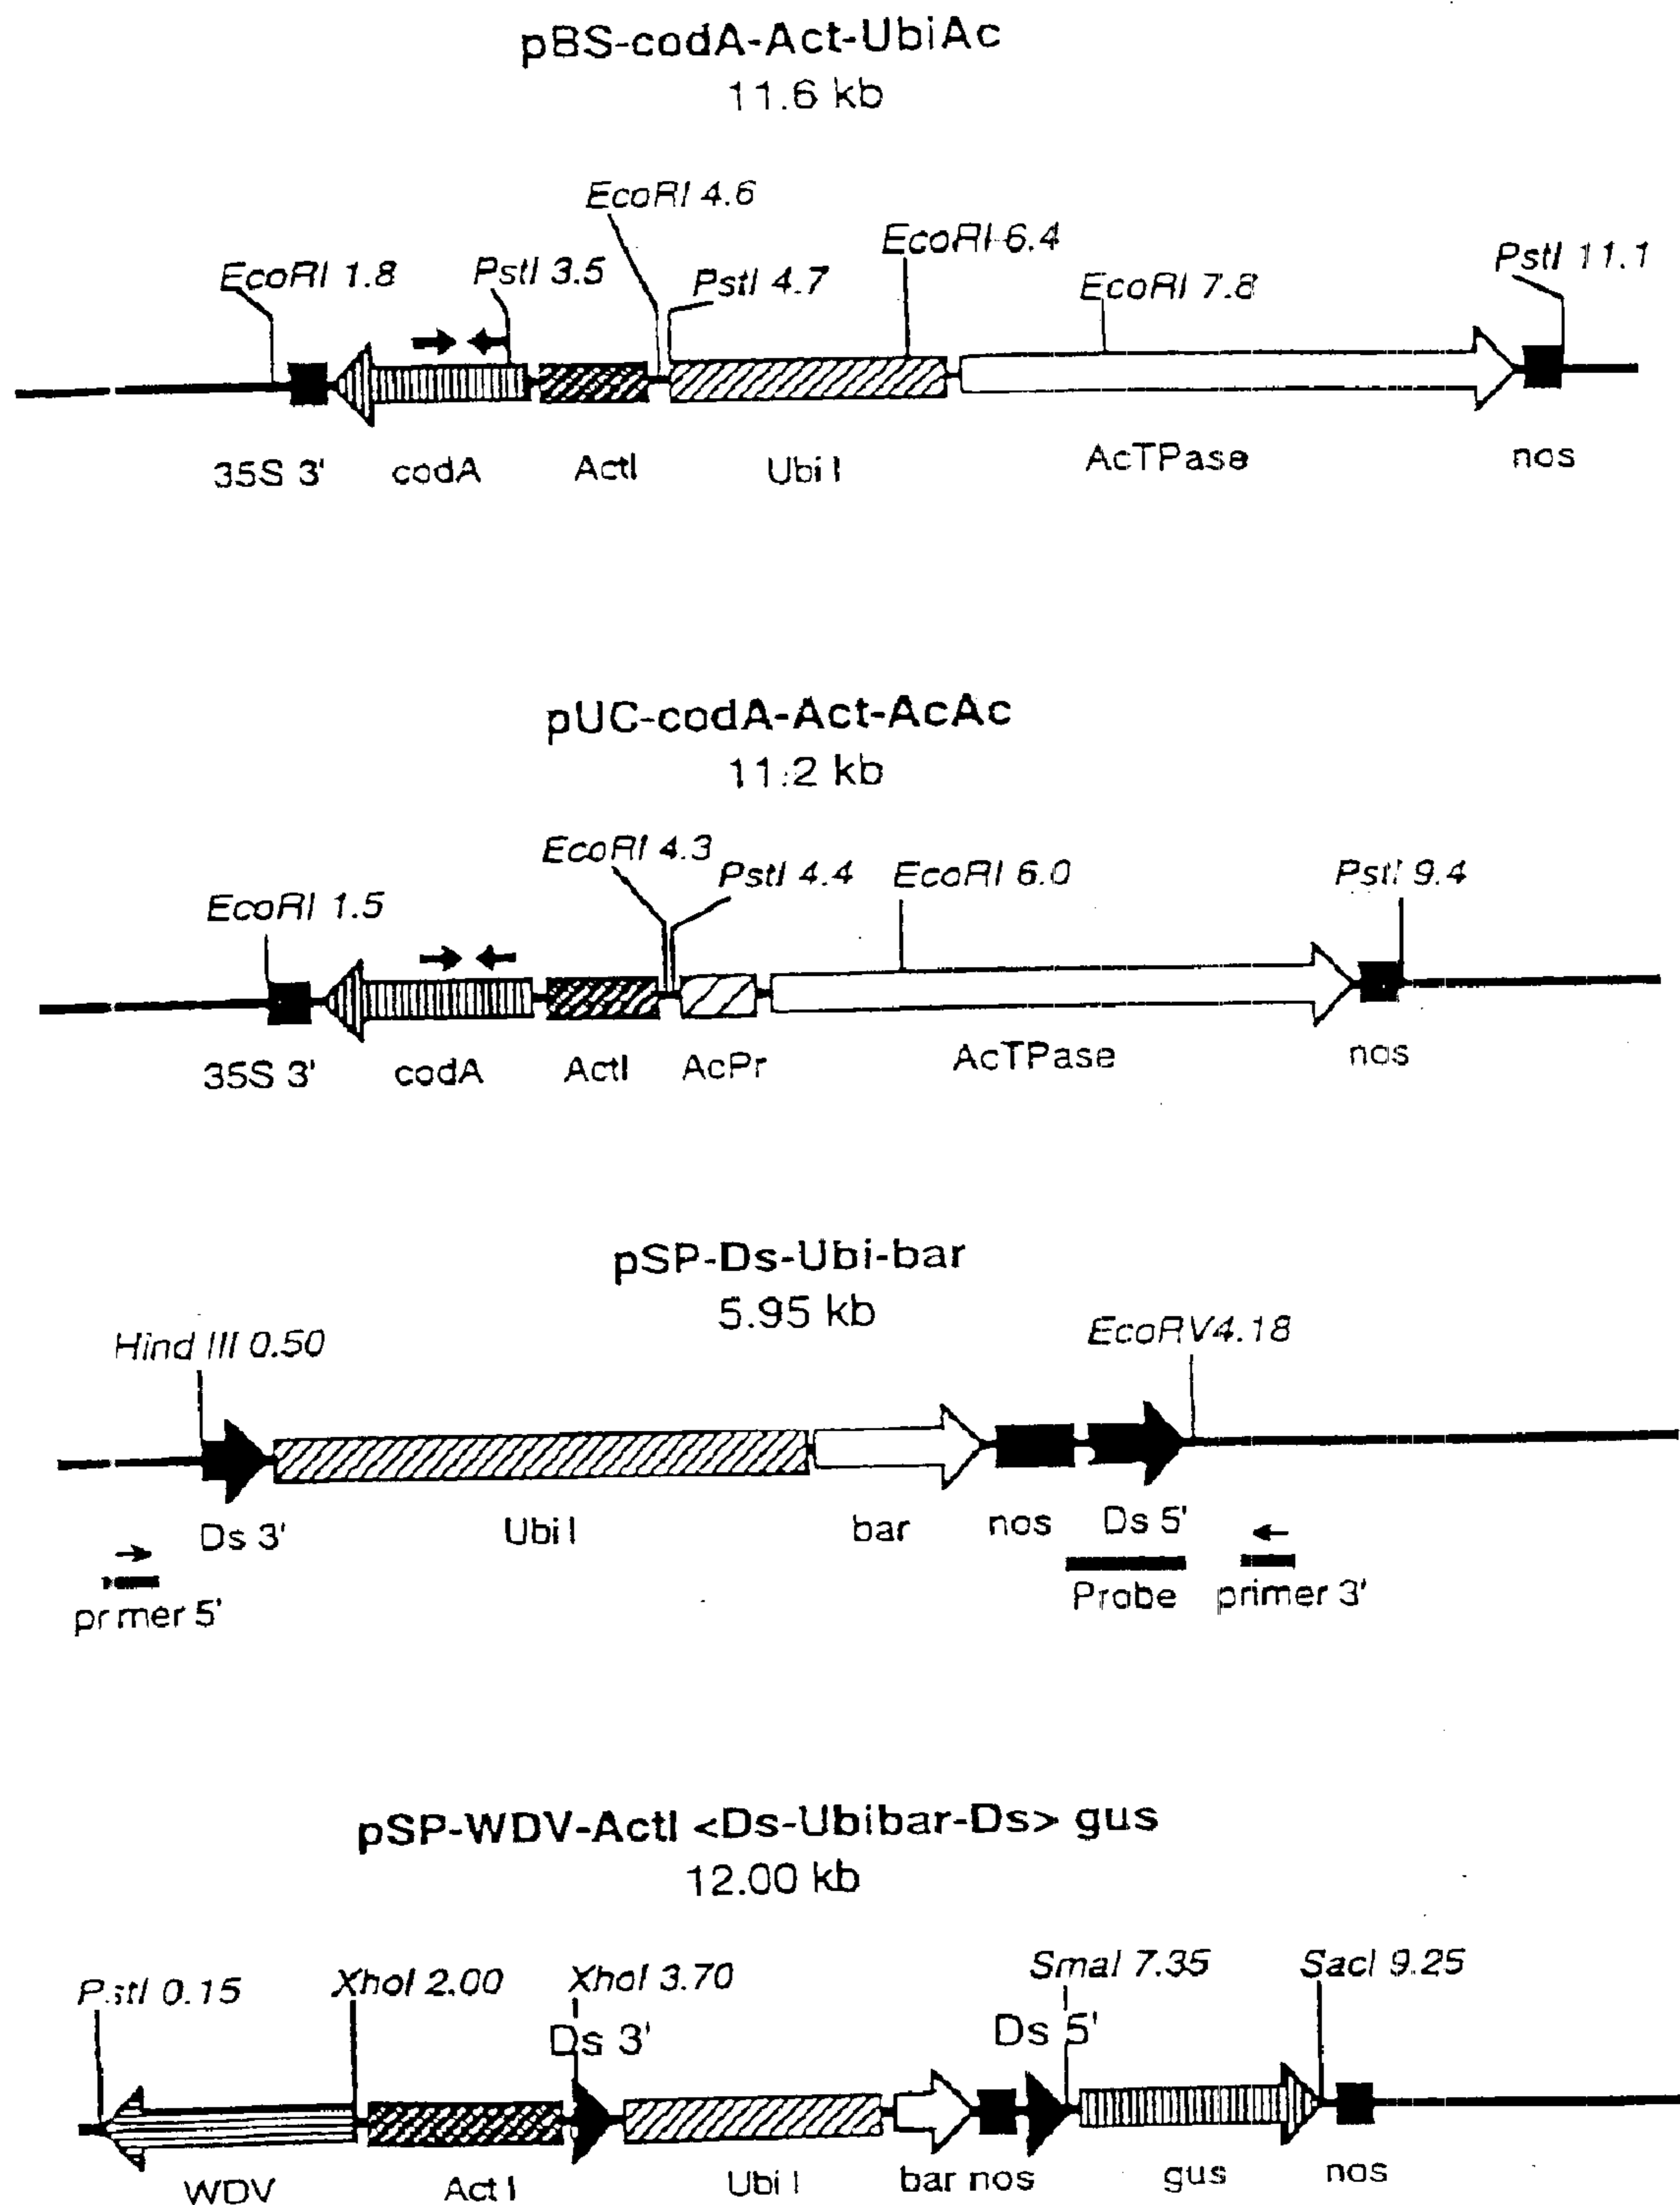 pBS-codA-Act-UbiAc
11.6 kb
EcoRI 4.6
EcoRI 6.4
EcoRI 1.8 PstI 3.5 PstI 4.7 EcoRI 7.8 PstI 11.1
35S 3' codA ActI Ubi I AcTPase nos
pUC-codA-Act-AcAc
11.2 kb
EcoRI 4.3
EcoRI 1.5 PstI 4.4 EcoRI 6.0 PstI 9.4
35S 3' codA ActI AcPr AcTPase nos
pSP-Ds-Ubi-bar
5.95 kb
Hind III 0.50 EcoRV4.18
Ds 3' Ubi I bar nos Ds 5'
primer 5' Probe primer 3'
pSP-WDV-ActI <Ds-Ubibar-Ds> gus
12.00 kb
PstI 0.15 XhoI 2.00 XhoI 3.70 SmaI 7.35 SacI 9.25
Ds 3' Ds 5'
WDV Act I Ubi I bar nos gus nos